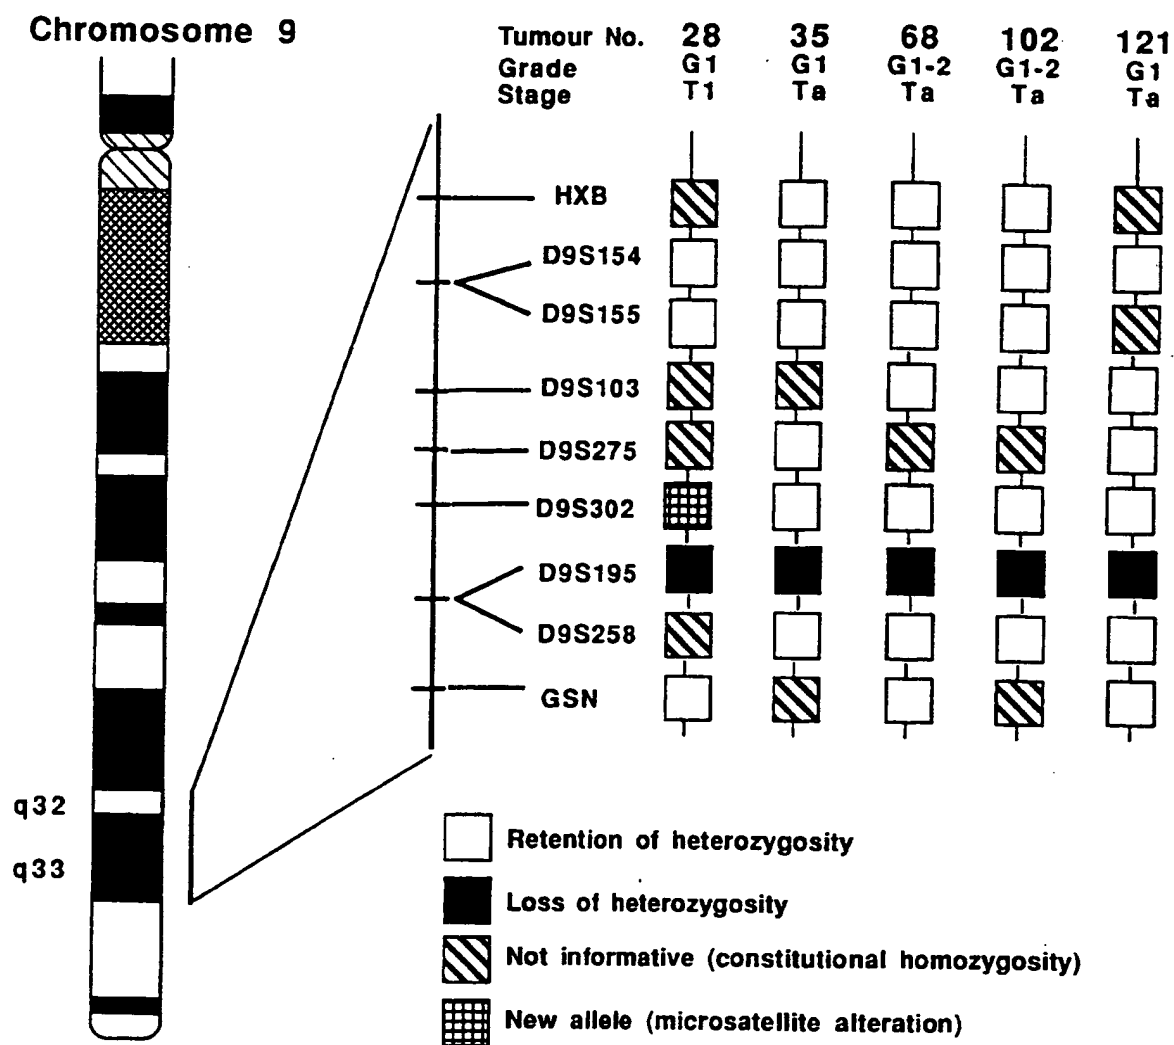 Chromosome 9
Tumour No. 28 35 68 102 121
Grade G1 G1 G1-2 G1-2 G1
Stage T1 Ta Ta Ta Ta
HXB
D9S154
D9S155
D9S103
D9S275
D9S302
D9S195
D9S258
GSN
q32
q33
Retention of heterozygosity
Loss of heterozygosity
Not informative (constitutional homozygosity)
New allele (microsatellite alteration)